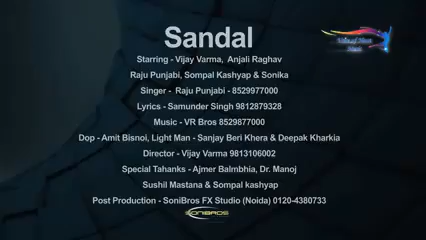 Sandal
Starring - Vijay Varma, Anjali Raghav
Raju Punjabi, Sompal Kashyap & Sonika
Singer - Raju Punjabi - 8529977000
Lyrics - Samunder Singh 9812879328
Music - VR Bros 8529877000
Dop - Amit Bisnoi, Light Man - Sanjay Beri Khera & Deepak Kharkia
Director - Vijay Varma 9813106002
Special Tahanks - Ajmer Balmbhia, Dr. Manoj
Sushil Mastana & Sompal kashyap
Post Production - SoniBros FX Studio (Noida) 0120-4380733
SONIBROS